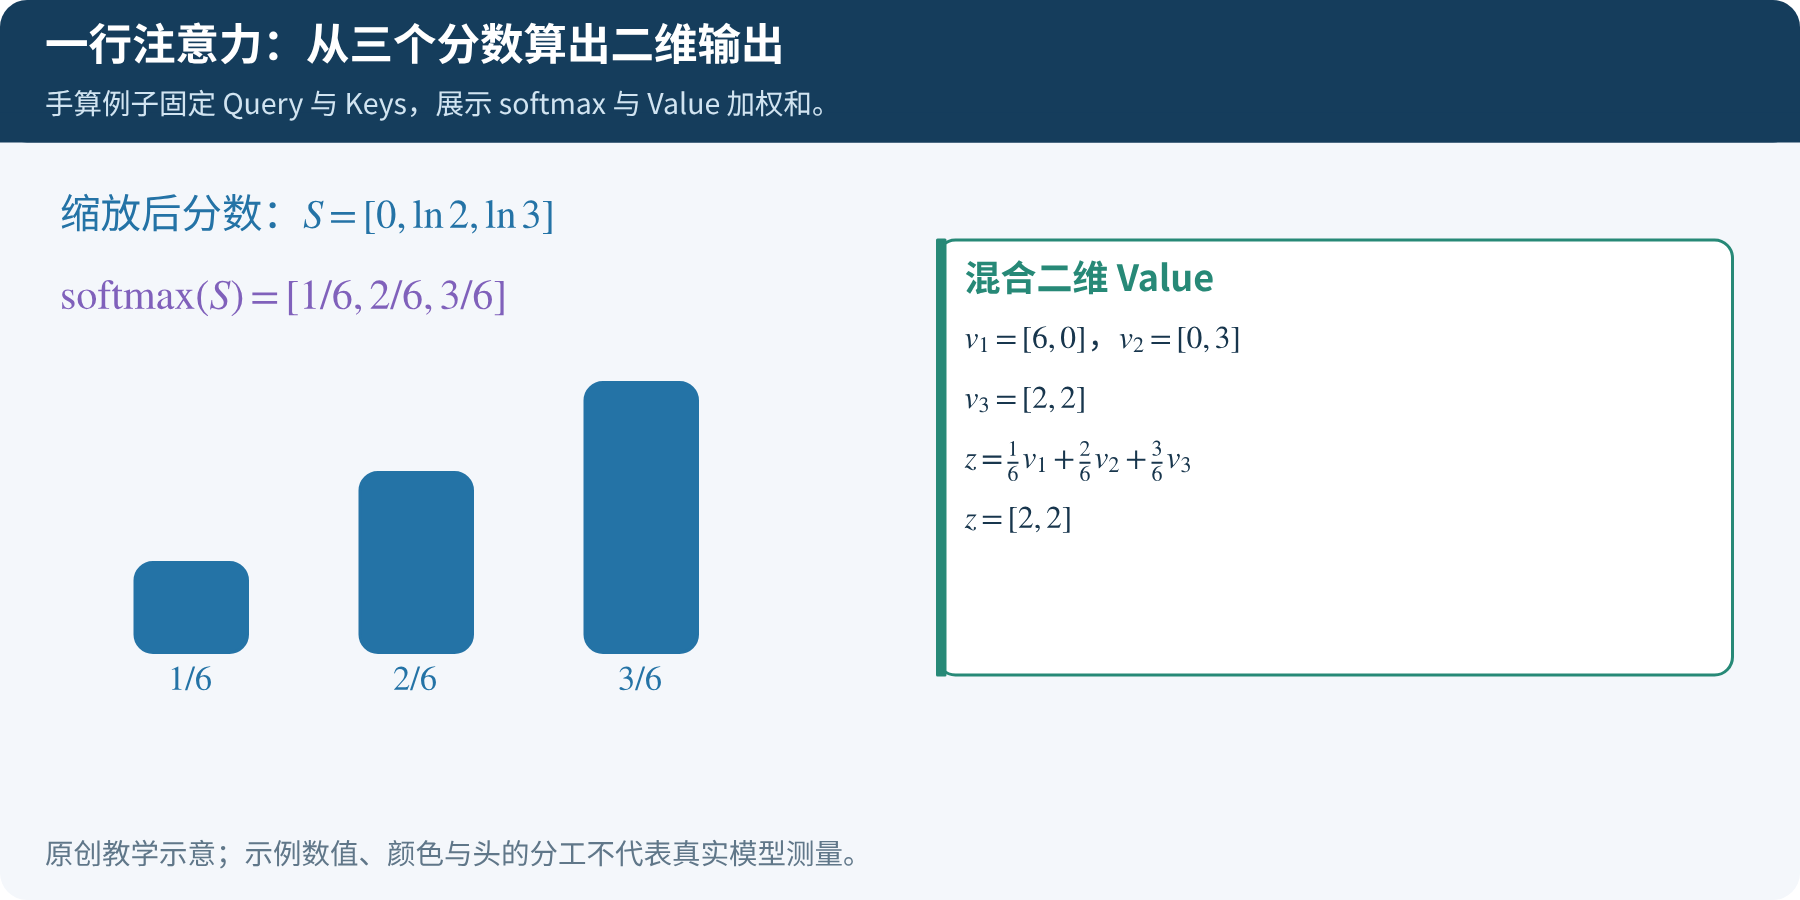 一行注意力：从三个分数算出二维输出
手算例子固定 Query 与 Keys，展示 softmax 与 Value 加权和。
缩放后分数：S = [0, ln 2, ln 3]
softmax(S) = [1/6, 2/6, 3/6]
1/6
2/6
3/6
混合二维 Value
v₁ = [6, 0]，v₂ = [0, 3]
v₃ = [2, 2]
z = 1/6 v₁ + 2/6 v₂ + 3/6 v₃
z = [2, 2]
原创教学示意；示例数值、颜色与头的分工不代表真实模型测量。